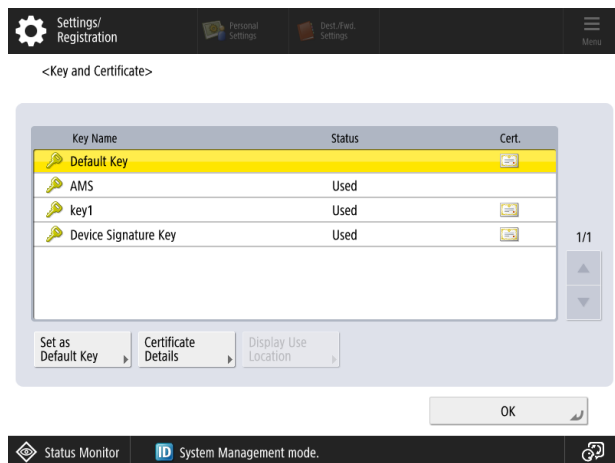 Settings/
Registration
Personal
Settings
Dest./Fwd.
Settings
Menu
<Key and Certificate>
Key Name Status Cert.
Default Key
AMS Used
key1 Used
Device Signature Key Used
1/1
Set as
Default Key
Certificate
Details
Display Use
Location
OK
Status Monitor ID System Management mode.